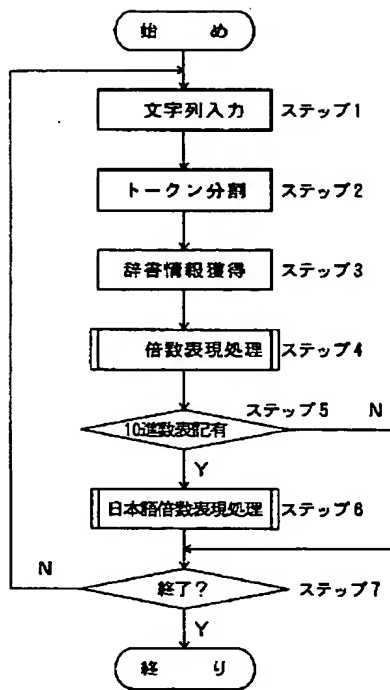 始　め
文字列入力 ステップ1
トークン分割 ステップ2
辞書情報獲得 ステップ3
倍数表現処理 ステップ4
ステップ5 N
10進数表記有
Y
日本語倍数表現処理 ステップ6
N
終了? ステップ7
Y
終　り